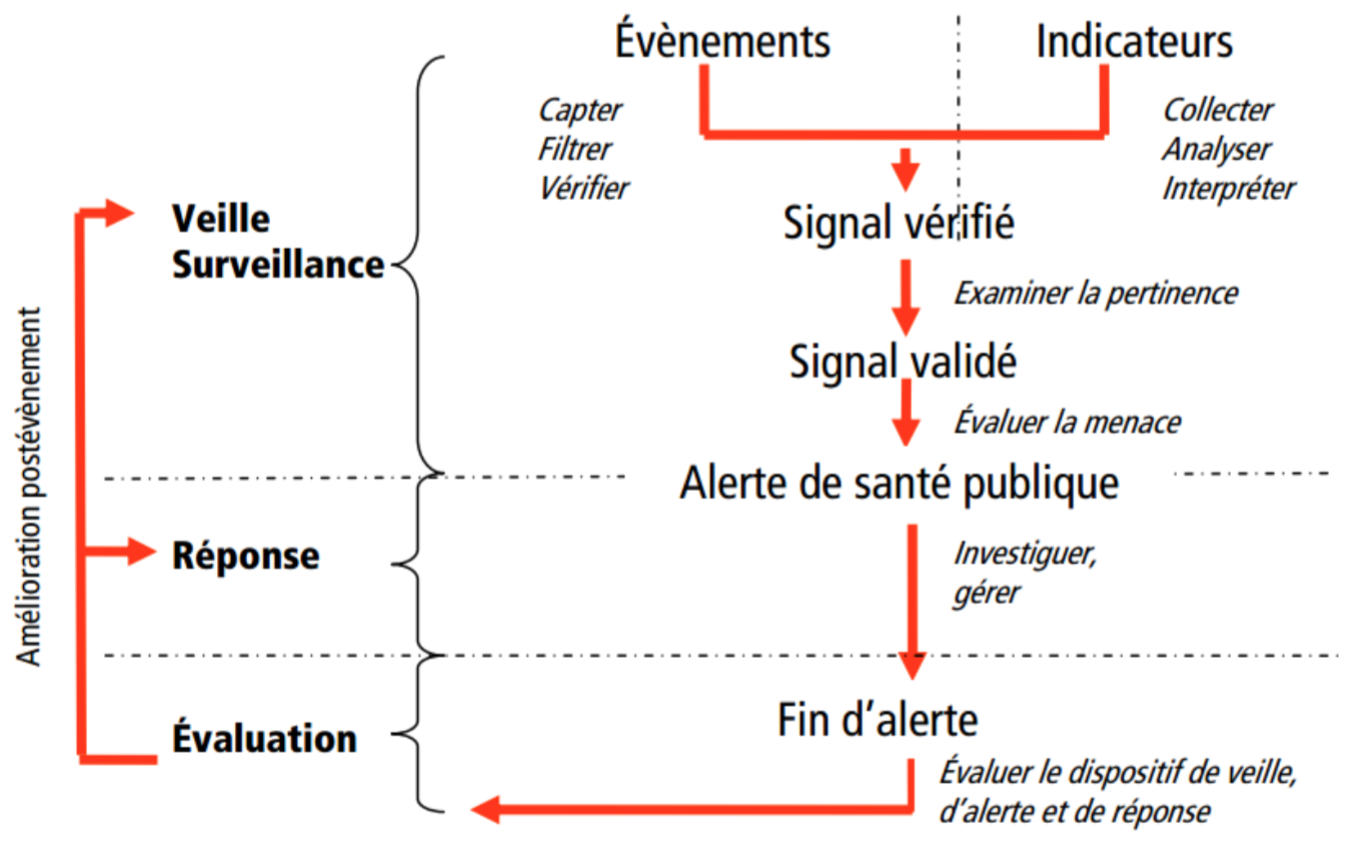 Évènements
Indicateurs
Capter
Filtrer
Vérifier
Collecter
Analyser
Interpréter
Veille
Surveillance
Signal vérifié
Examiner la pertinence
Signal validé
Évaluer la menace
Alerte de santé publique
Amélioration postévènement
Réponse
Investiguer,
gérer
Évaluation
Fin d’alerte
Évaluer le dispositif de veille,
d’alerte et de réponse